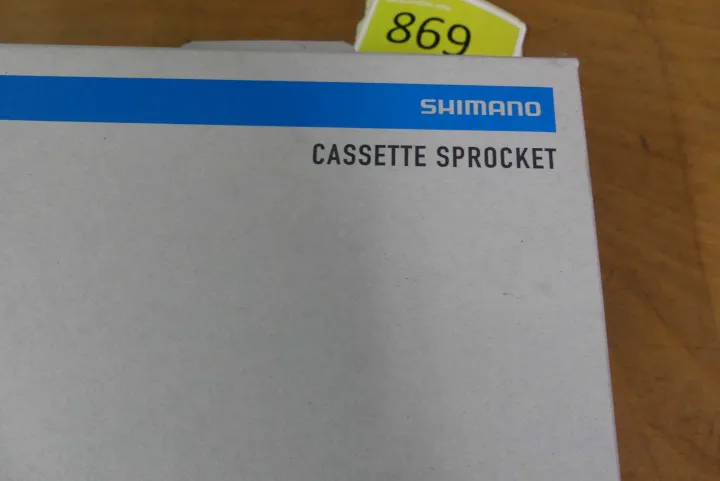 869
SHIMANO
CASSETTE SPROCKET